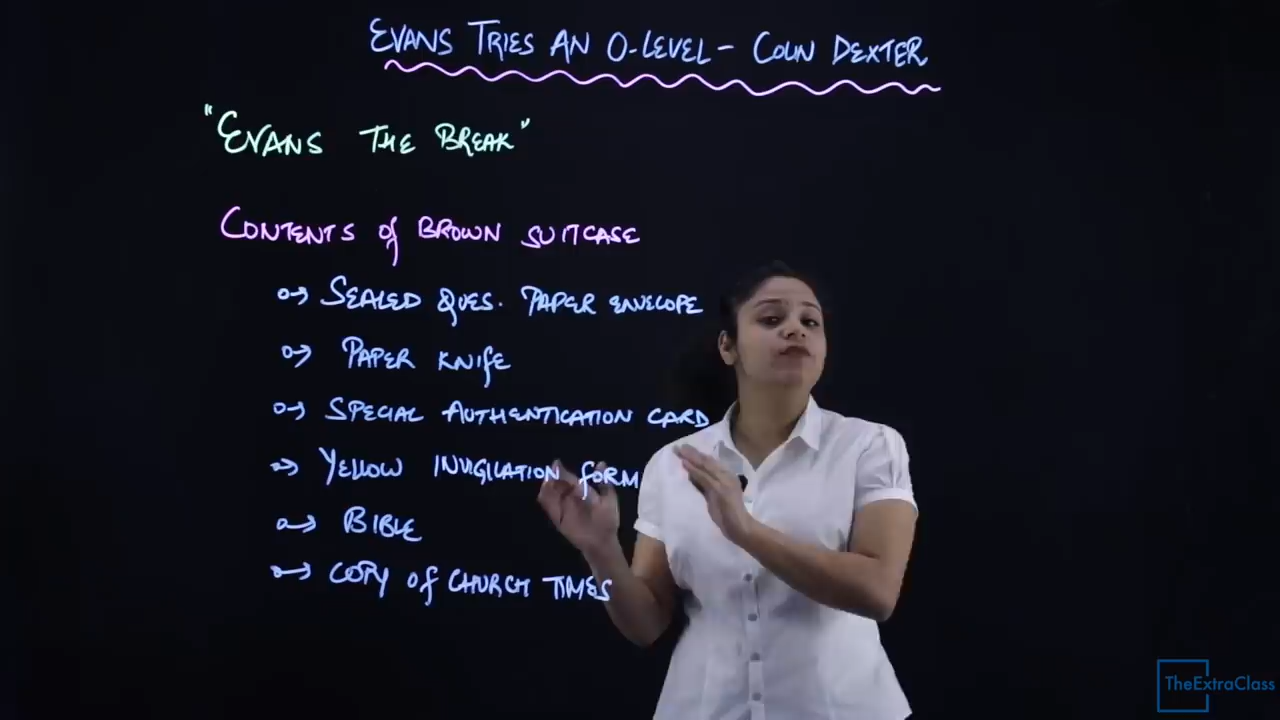 EVANS TRIES AN O-LEVEL - COLIN DEXTER
"EVANS THE BREAK"
CONTENTS of BROWN SUITCASE
SEALED QUES. PAPER ENVELOPE
PAPER KNIFE
SPECIAL AUTHENTICATION CARD
YELLOW INVIGILATION FORM
BIBLE
COPY of CHURCH TIMES
TheExtraClass